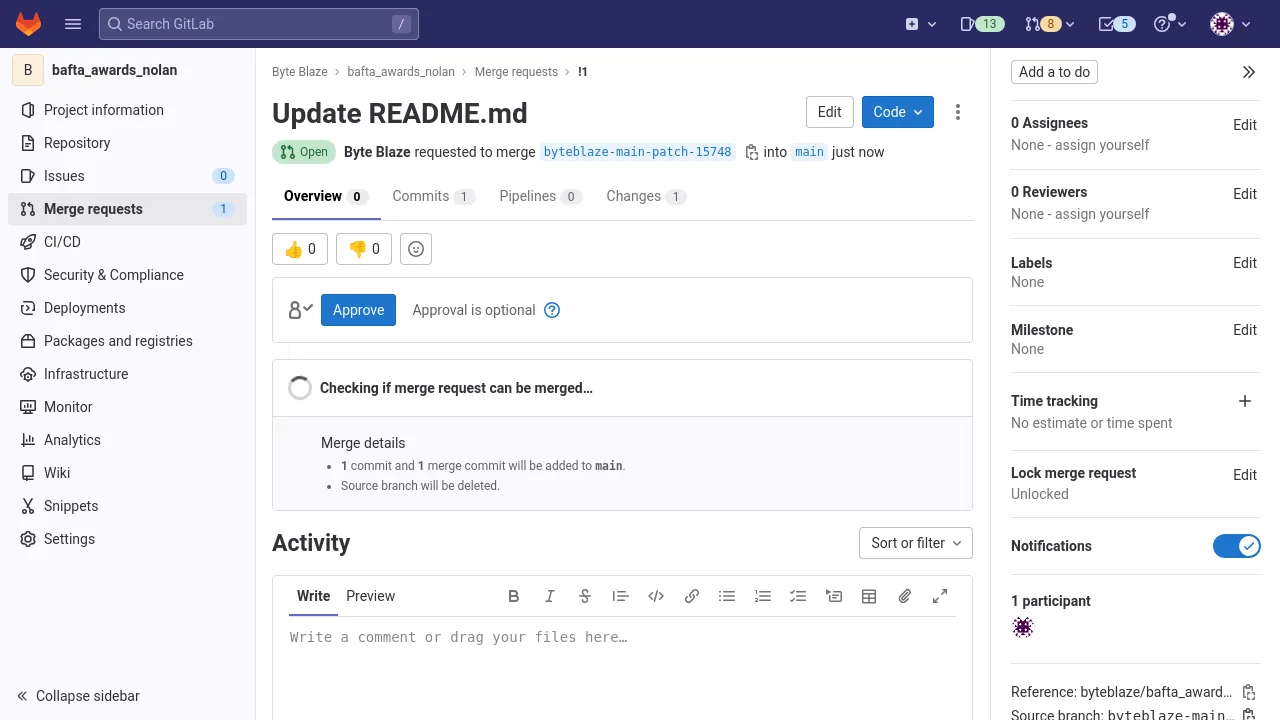 Search GitLab
/
13
8
5
B
bafta_awards_nolan
Project information
Repository
Issues
0
Merge requests
1
CI/CD
Security & Compliance
Deployments
Packages and registries
Infrastructure
Monitor
Analytics
Wiki
Snippets
Settings
Collapse sidebar
Byte Blaze
bafta_awards_nolan
Merge requests
!1
Update README.md
Edit
Code
Open
Byte Blaze requested to merge byteblaze-main-patch-15748 into main just now
Overview 0
Commits 1
Pipelines 0
Changes 1
👍 0
👎 0
Approve
Approval is optional
Checking if merge request can be merged…
Merge details
• 1 commit and 1 merge commit will be added to main.
• Source branch will be deleted.
Activity
Sort or filter
Write
Preview
Write a comment or drag your files here…
Add a to do
0 Assignees
Edit
None - assign yourself
0 Reviewers
Edit
None - assign yourself
Labels
Edit
None
Milestone
Edit
None
Time tracking
No estimate or time spent
Lock merge request
Edit
Unlocked
Notifications
1 participant
Reference: byteblaze/bafta_award…
Source branch: byteblaze-main…